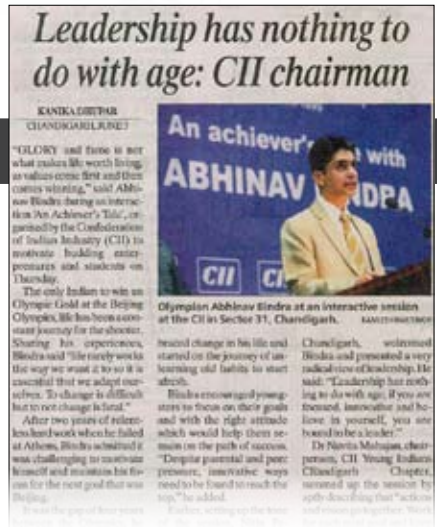 Leadership has nothing to
do with age: CII chairman
KANIKA DHUPAR
CHANDIGARH, JUNE 3
"GLORY and fame is not
what makes life worth living,
as values come first and then
comes winning," said Abhi-
nav Bindra during an interac-
tion 'An Achiever's Tale', or-
ganised by the Confederation
of Indian Industry (CII) to
motivate budding entre-
preneurs and students on
Thursday.
The only Indian to win an
Olympic Gold at the Beijing
Olympics, life has been a con-
stant journey for the shooter.
Sharing his experiences,
Bindra said "life rarely works
the way we want it to so it is
essential that we adapt our-
selves. To change is difficult
but to not change is fatal."
After two years of relent-
less hard work when he failed
at Athens, Bindra admitted it
was challenging to motivate
himself and maintain his fo-
cus for the next goal that was
Beijing.
An achiever's with
ABHINAV NDRA
CII CI
Olympian Abhinav Bindra at an interactive session
at the CII in Sector 31, Chandigarh.
change in his life and
started on the journey of un-
learning old habits to start
afresh.
Bindra encouraged young-
sters to focus on their goals
and with the right attitude
which would help them re-
main on the path of success.
"Despite parental and peer
pressure, innovative ways
need to be found to reach the
top," he added.
Chandigarh, welcomed
Bindra and presented a very
radical view of leadership. He
said: "Leadership has noth-
ing to do with age, if you are
focused, innovative and be-
lieve in yourself, you are
bound to be a leader."
Mahajan, chair-
person, CII Young Indians
Chandigarh Chapter,
summed up the session by
aptly describing that "actions
and vision go together.